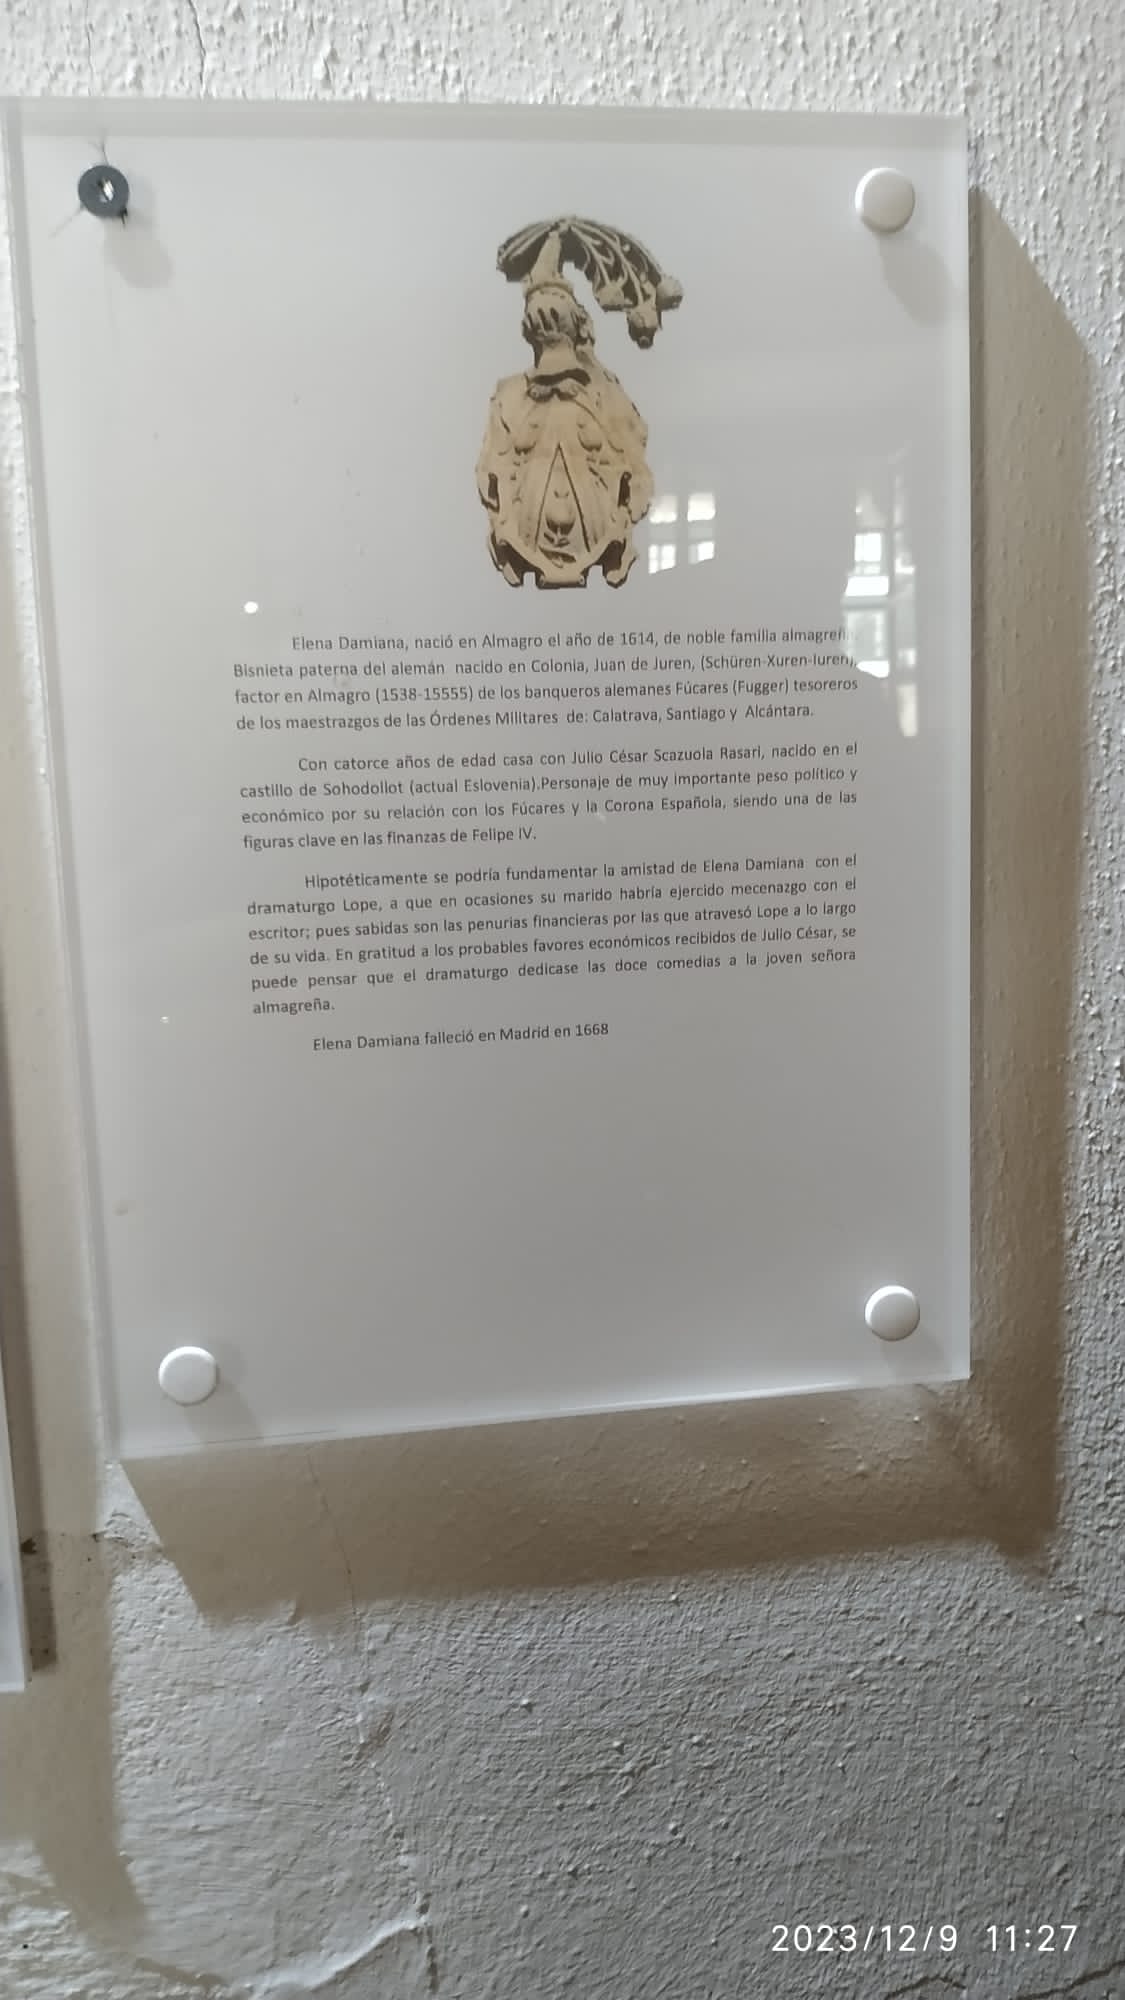 Elena Damiana, nació en Almagro el año de 1614, de noble familia almagreña.
Bisnieta paterna del alemán nacido en Colonia, Juan de Juren, (Schüren-Xuren-Iuren),
factor en Almagro (1538-15555) de los banqueros alemanes Fúcares (Fugger) tesoreros
de los maestrazgos de las Órdenes Militares de: Calatrava, Santiago y Alcántara.
Con catorce años de edad casa con Julio César Scazuola Rasari, nacido en el
castillo de Sohodollot (actual Eslovenia).Personaje de muy importante peso político y
económico por su relación con los Fúcares y la Corona Española, siendo una de las
figuras clave en las finanzas de Felipe IV.
Hipotéticamente se podría fundamentar la amistad de Elena Damiana con el
dramaturgo Lope, a que en ocasiones su marido habría ejercido mecenazgo con el
escritor; pues sabidas son las penurias financieras por las que atravesó Lope a lo largo
de su vida. En gratitud a los probables favores económicos recibidos de Julio César, se
puede pensar que el dramaturgo dedicase las doce comedias a la joven señora
almagreña.
Elena Damiana falleció en Madrid en 1668
2023/12/9 11:27